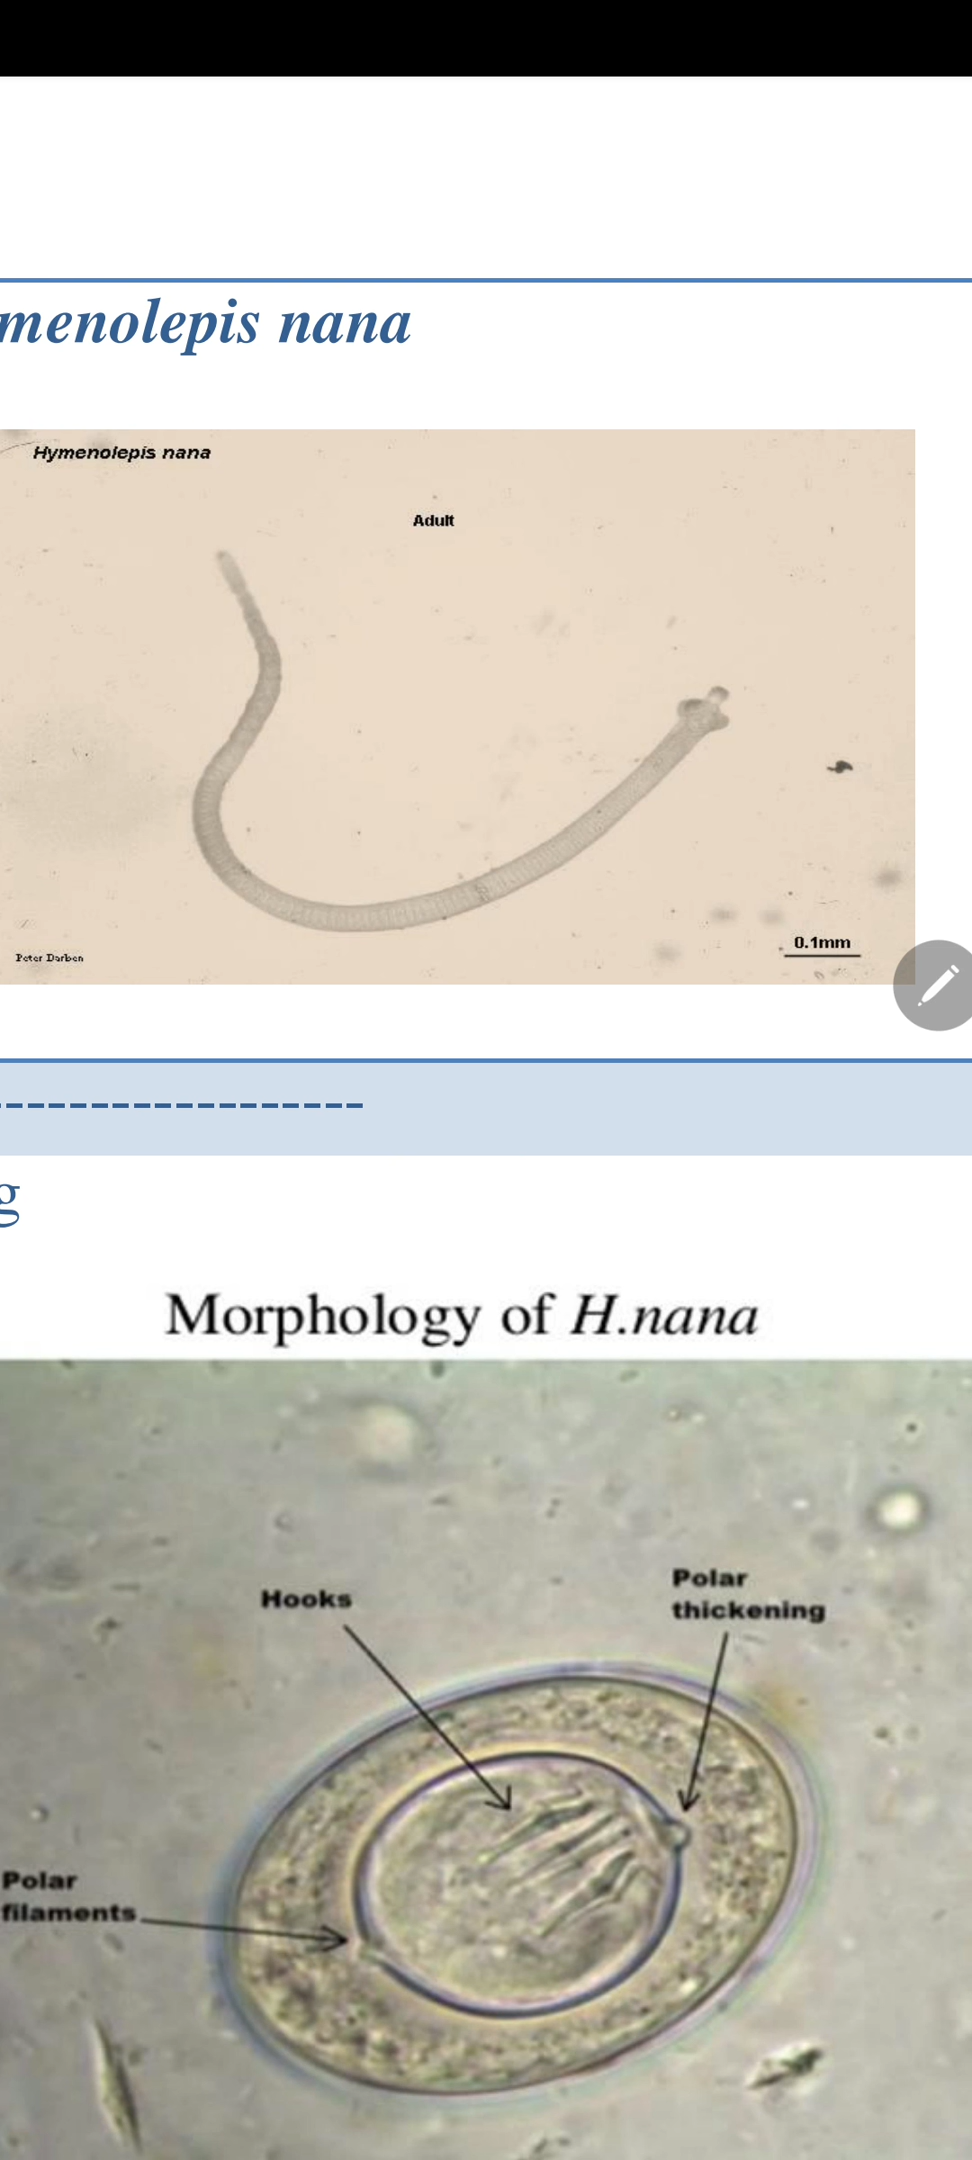 menolepis nana
Hymenolepis nana
Adult
0.1mm
Peter Darben
-----------------
g
Morphology of H.nana
Hooks
Polar
thickening
Polar
filaments